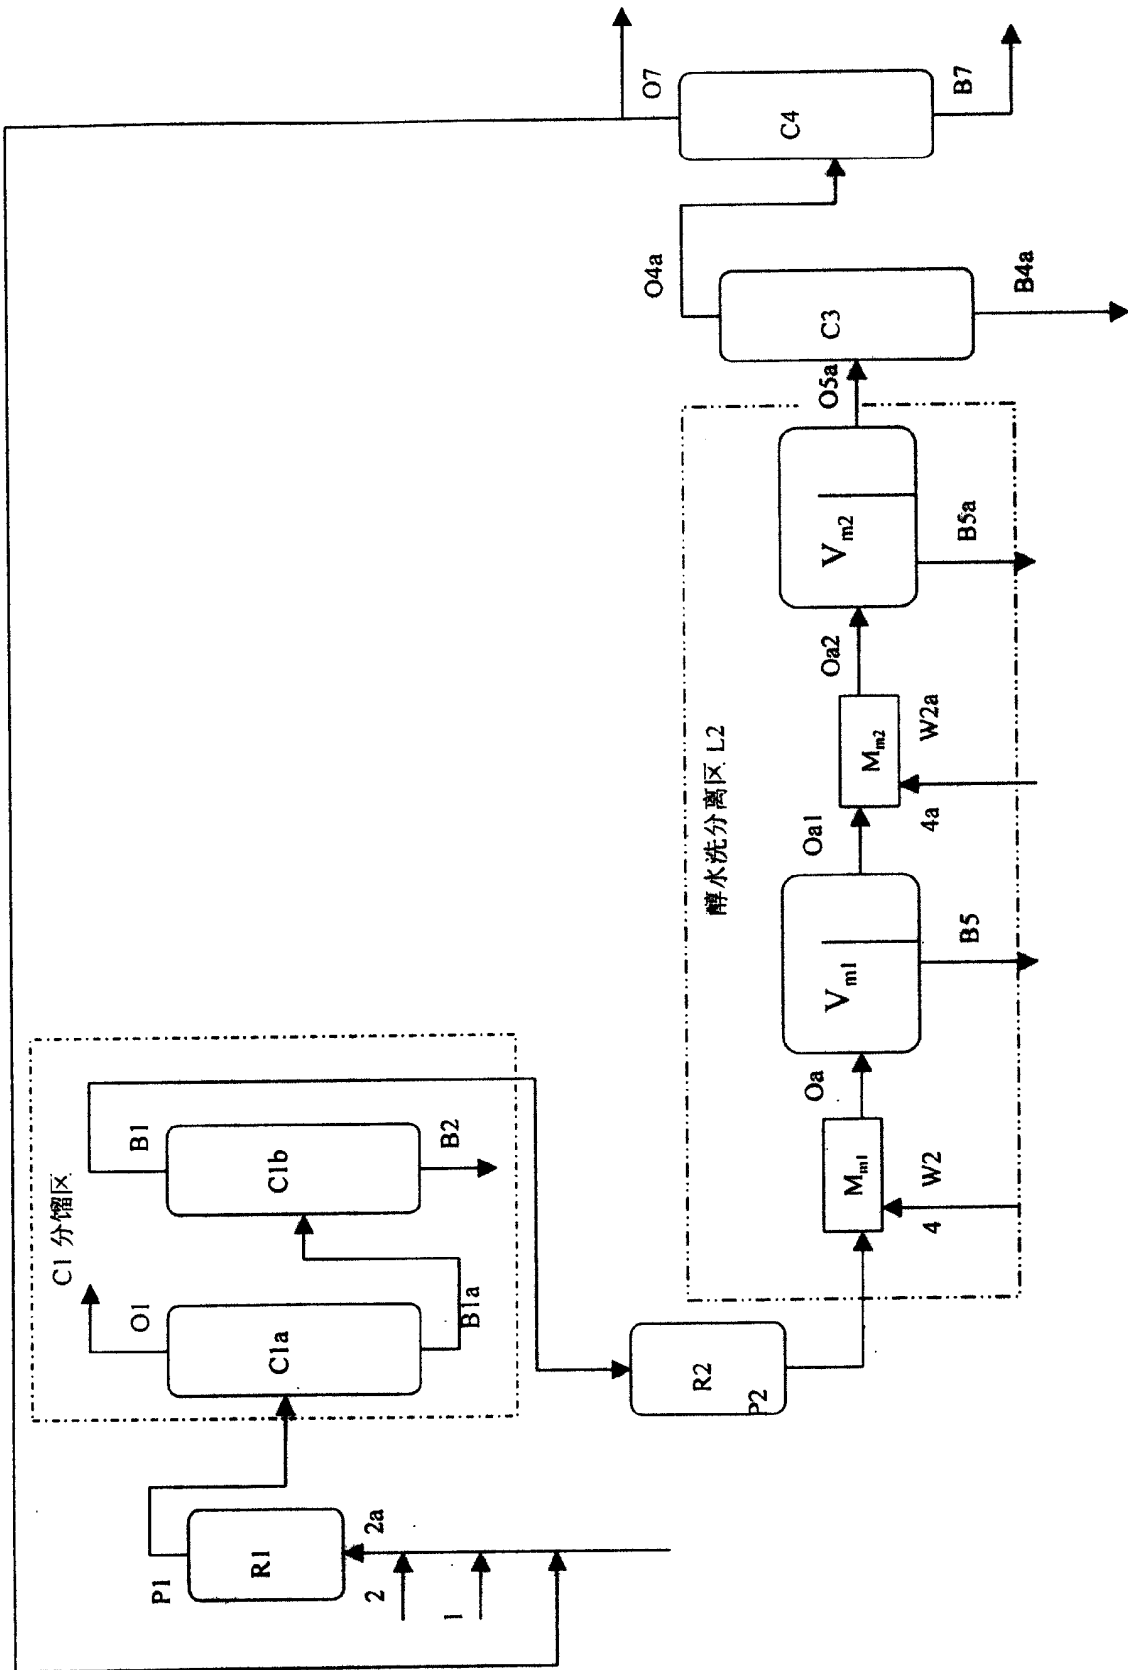 P1
R1
2a
2
1
C1 分馏区
O1
C1a
B1a
B1
C1b
B2
R2
P2
醇水洗分离区 L2
Mm1
4
W2
Oa
Vm1
B5
Oa1
Mm2
4a
W2a
Oa2
Vm2
B5a
O5a
C3
O4a
B4a
C4
O7
B7